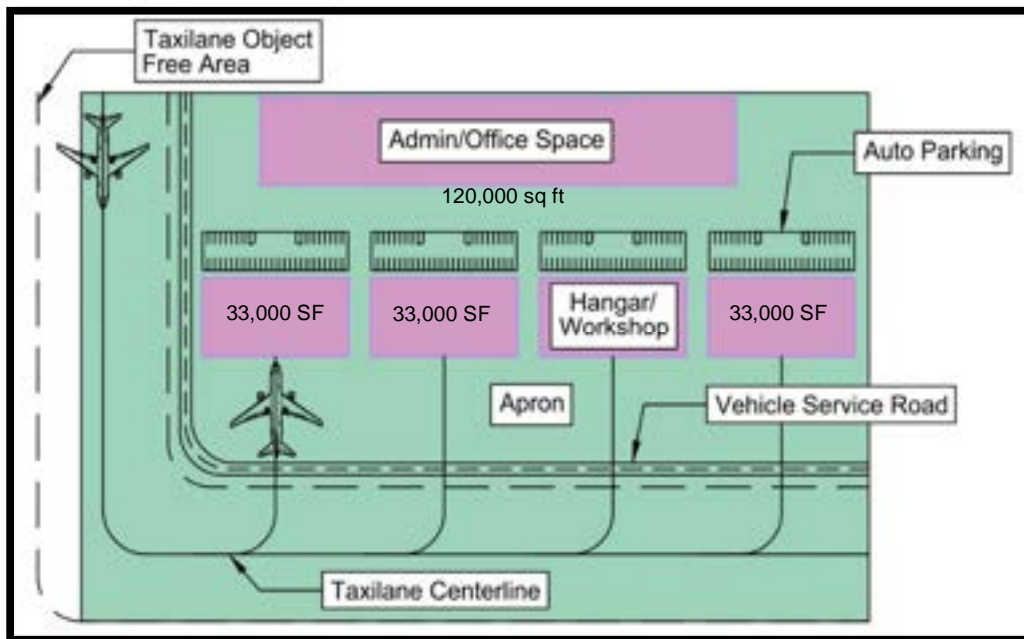 Taxilane Object
Free Area
Admin/Office Space
Auto Parking
120,000 sq ft
33,000 SF
33,000 SF
Hangar/
Workshop
33,000 SF
Apron
Vehicle Service Road
Taxilane Centerline